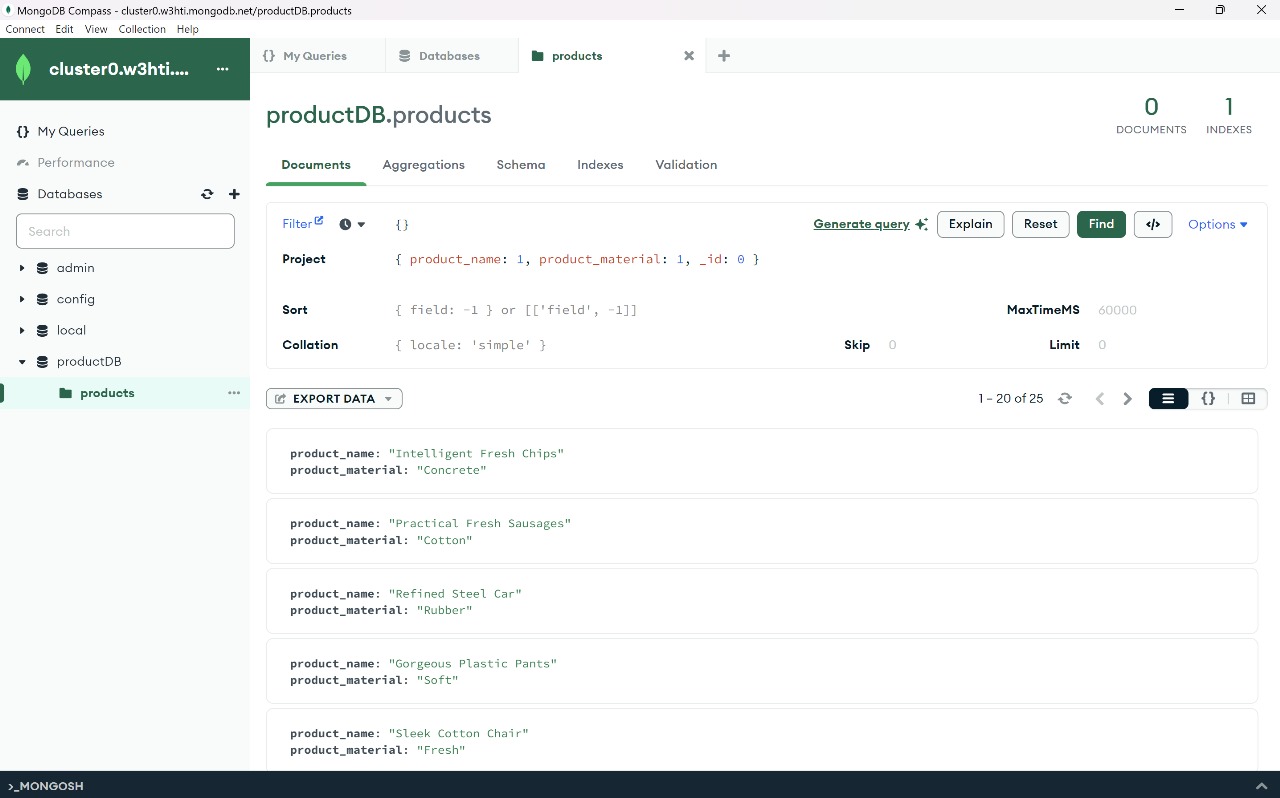 MongoDB Compass - cluster0.w3hti.mongodb.net/productDB.products
Connect Edit View Collection Help
cluster0.w3hti....
My Queries
Performance
Databases
Search
admin
config
local
productDB
products
My Queries Databases products
productDB.products
0 DOCUMENTS
1 INDEXES
Documents Aggregations Schema Indexes Validation
Filter {} Generate query Explain Reset Find </> Options
Project { product_name: 1, product_material: 1, _id: 0 }
Sort { field: -1 } or [['field', -1]] MaxTimeMS 60000
Collation { locale: 'simple' } Skip 0 Limit 0
EXPORT DATA 1 – 20 of 25 {}
product_name: "Intelligent Fresh Chips"
product_material: "Concrete"
product_name: "Practical Fresh Sausages"
product_material: "Cotton"
product_name: "Refined Steel Car"
product_material: "Rubber"
product_name: "Gorgeous Plastic Pants"
product_material: "Soft"
product_name: "Sleek Cotton Chair"
product_material: "Fresh"
>_MONGOSH